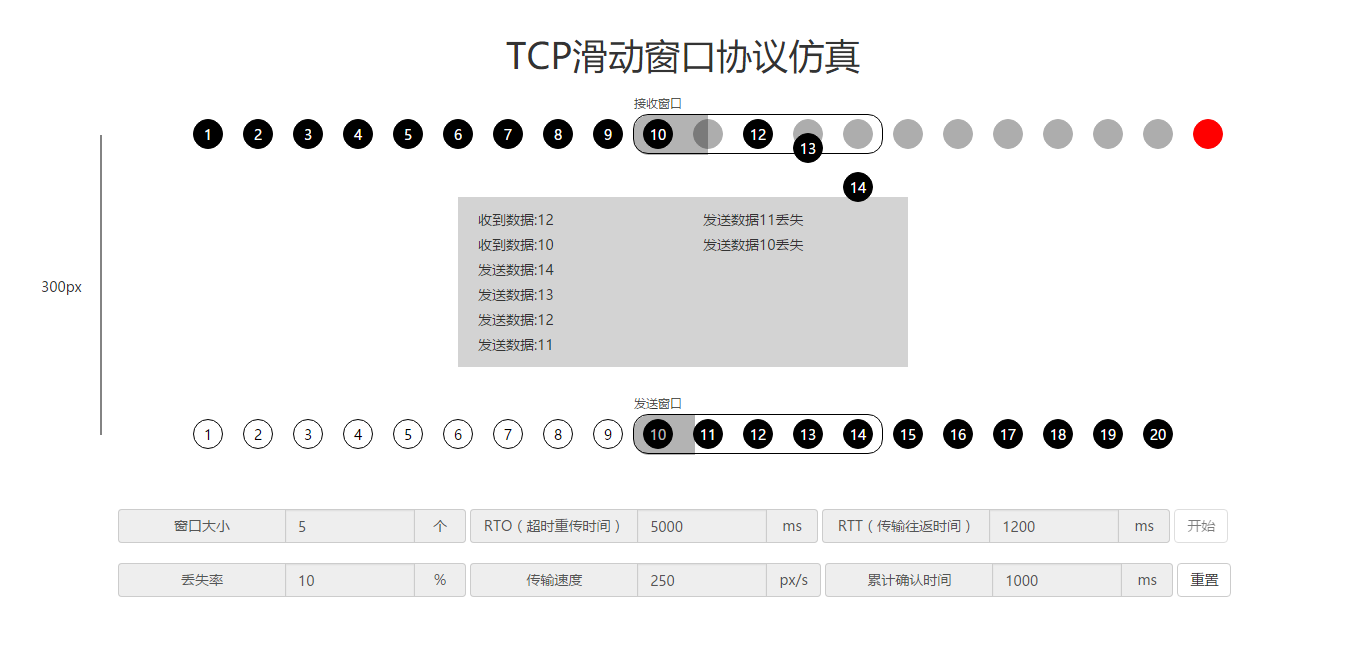 TCP滑动窗口协议仿真
接收窗口
1 2 3 4 5 6 7 8 9 10 12
13
14
300px
收到数据:12 发送数据11丢失
收到数据:10 发送数据10丢失
发送数据:14
发送数据:13
发送数据:12
发送数据:11
发送窗口
1 2 3 4 5 6 7 8 9 10 11 12 13 14 15 16 17 18 19 20
窗口大小 5 个 RTO（超时重传时间） 5000 ms RTT（传输往返时间） 1200 ms 开始
丢失率 10 % 传输速度 250 px/s 累计确认时间 1000 ms 重置